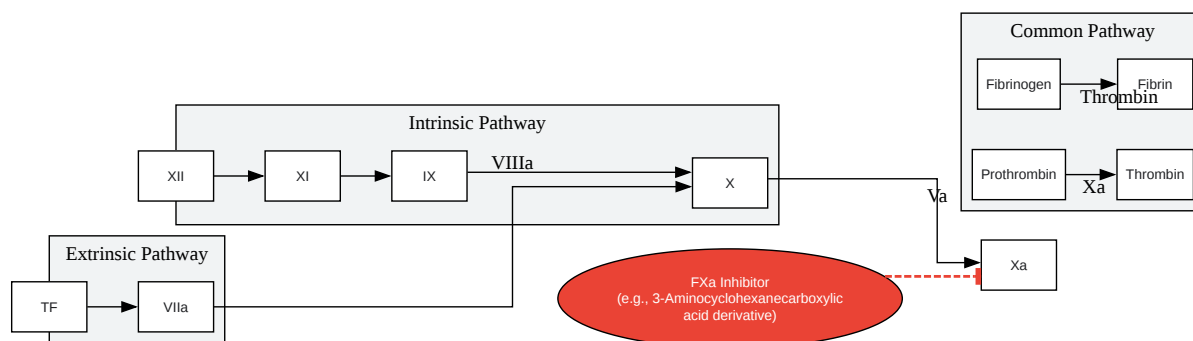 Common Pathway
Fibrinogen
Fibrin
Thrombin
Intrinsic Pathway
XII
XI
IX
VIIIa
X
Prothrombin
Thrombin
Xa
Va
Extrinsic Pathway
TF
VIIa
Xa
FXa Inhibitor
(e.g., 3-Aminocyclohexanecarboxylic
acid derivative)